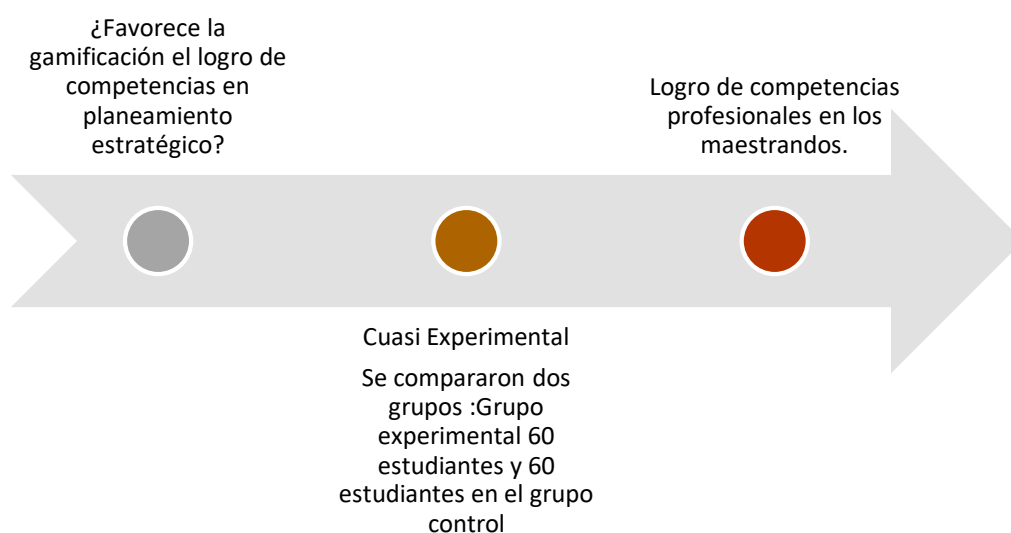 ¿Favorece la
gamificación el logro de
competencias en
planeamiento
estratégico?
Logro de competencias
profesionales en los
maestrandos.
Cuasi Experimental
Se compararon dos
grupos :Grupo
experimental 60
estudiantes y 60
estudiantes en el grupo
control